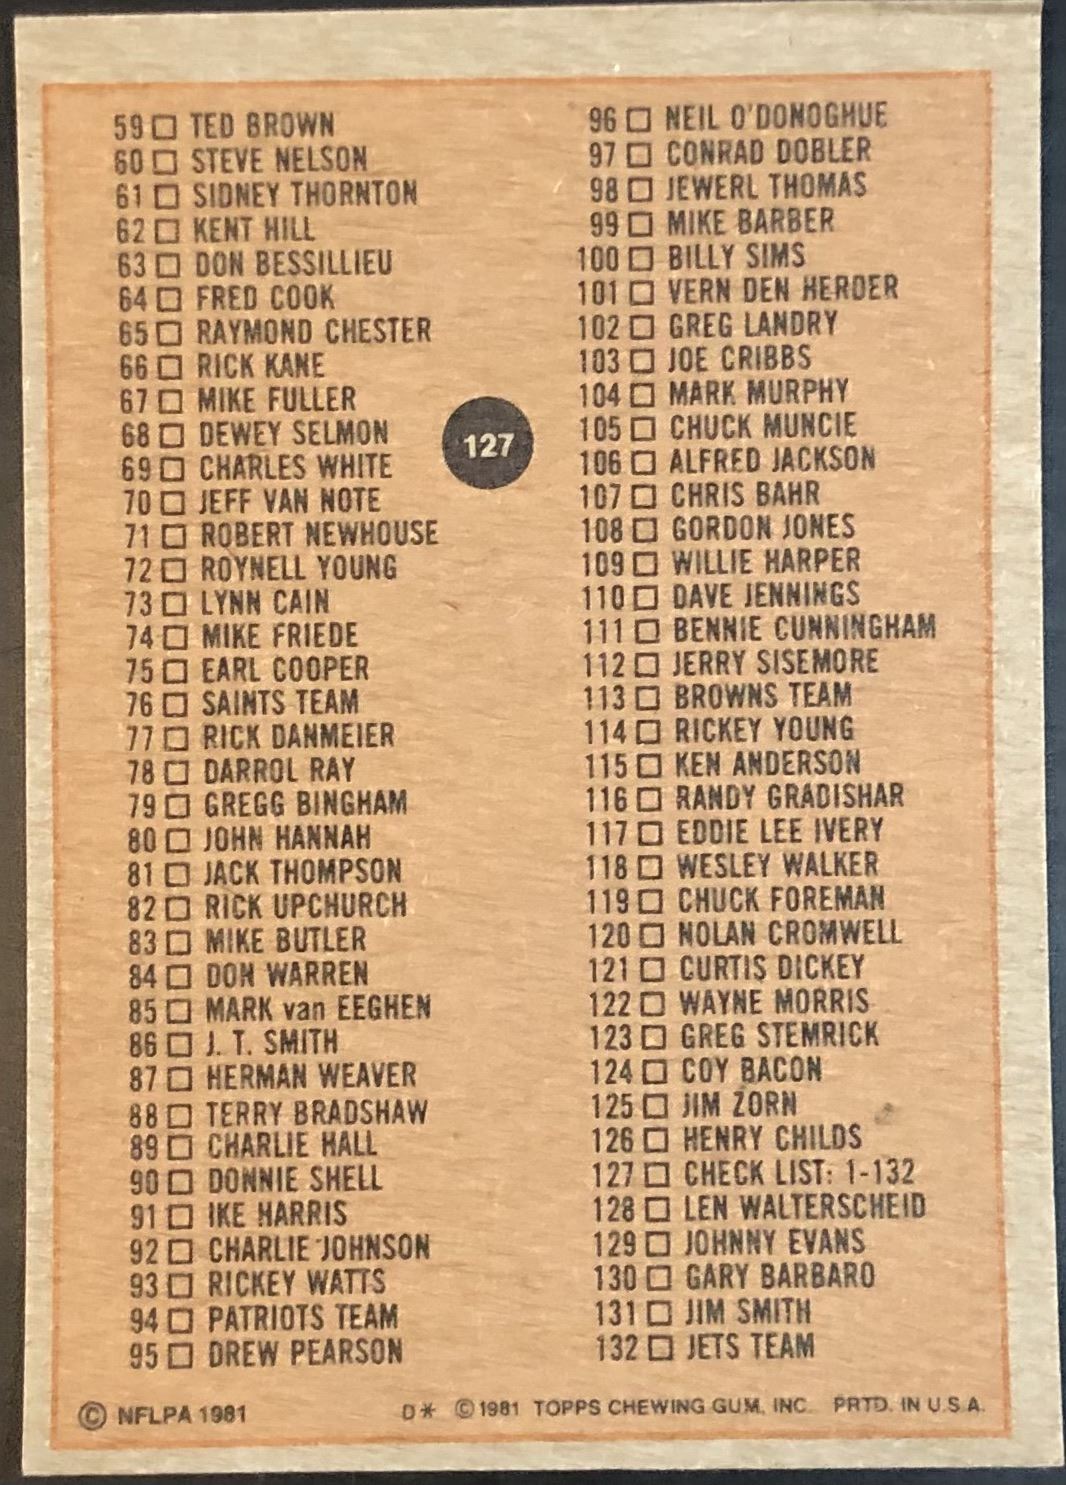 59 TED BROWN
60 STEVE NELSON
61 SIDNEY THORNTON
62 KENT HILL
63 DON BESSILLIEU
64 FRED COOK
65 RAYMOND CHESTER
66 RICK KANE
67 MIKE FULLER
68 DEWEY SELMON
69 CHARLES WHITE
70 JEFF VAN NOTE
71 ROBERT NEWHOUSE
72 ROYNELL YOUNG
73 LYNN CAIN
74 MIKE FRIEDE
75 EARL COOPER
76 SAINTS TEAM
77 RICK DANMEIER
78 DARROL RAY
79 GREGG BINGHAM
80 JOHN HANNAH
81 JACK THOMPSON
82 RICK UPCHURCH
83 MIKE BUTLER
84 DON WARREN
85 MARK van EEGHEN
86 J. T. SMITH
87 HERMAN WEAVER
88 TERRY BRADSHAW
89 CHARLIE HALL
90 DONNIE SHELL
91 IKE HARRIS
92 CHARLIE JOHNSON
93 RICKEY WATTS
94 PATRIOTS TEAM
95 DREW PEARSON
127
96 NEIL O'DONOGHUE
97 CONRAD DOBLER
98 JEWERL THOMAS
99 MIKE BARBER
100 BILLY SIMS
101 VERN DEN HERDER
102 GREG LANDRY
103 JOE CRIBBS
104 MARK MURPHY
105 CHUCK MUNCIE
106 ALFRED JACKSON
107 CHRIS BAHR
108 GORDON JONES
109 WILLIE HARPER
110 DAVE JENNINGS
111 BENNIE CUNNINGHAM
112 JERRY SISEMORE
113 BROWNS TEAM
114 RICKEY YOUNG
115 KEN ANDERSON
116 RANDY GRADISHAR
117 EDDIE LEE IVERY
118 WESLEY WALKER
119 CHUCK FOREMAN
120 NOLAN CROMWELL
121 CURTIS DICKEY
122 WAYNE MORRIS
123 GREG STEMRICK
124 COY BACON
125 JIM ZORN
126 HENRY CHILDS
127 CHECK LIST: 1-132
128 LEN WALTERSCHEID
129 JOHNNY EVANS
130 GARY BARBARO
131 JIM SMITH
132 JETS TEAM
© NFLPA 1981 D* © 1981 TOPPS CHEWING GUM, INC. PRTD. IN U.S.A.